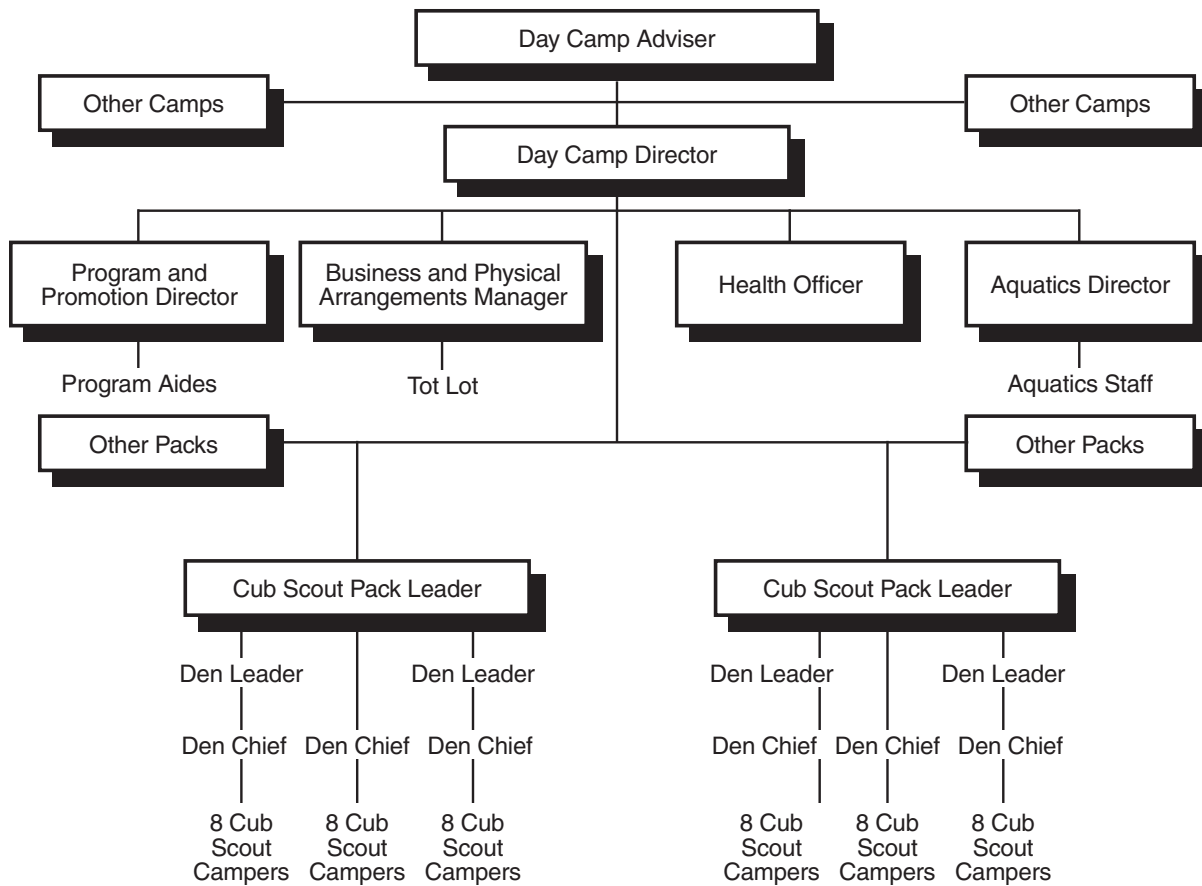 Day Camp Adviser
Other Camps
Other Camps
Day Camp Director
Program and
Promotion Director
Business and Physical
Arrangements Manager
Health Officer
Aquatics Director
Program Aides
Tot Lot
Aquatics Staff
Other Packs
Other Packs
Cub Scout Pack Leader
Cub Scout Pack Leader
Den Leader
Den Leader
Den Leader
Den Leader
Den Chief
Den Chief
Den Chief
Den Chief
Den Chief
Den Chief
8 Cub
Scout
Campers
8 Cub
Scout
Campers
8 Cub
Scout
Campers
8 Cub
Scout
Campers
8 Cub
Scout
Campers
8 Cub
Scout
Campers